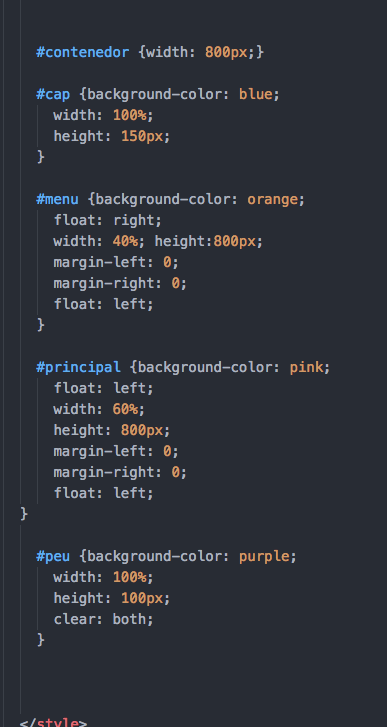 #contenedor {width: 800px;}
#cap {background-color: blue;
width: 100%;
height: 150px;
}
#menu {background-color: orange;
float: right;
width: 40%; height:800px;
margin-left: 0;
margin-right: 0;
float: left;
}
#principal {background-color: pink;
float: left;
width: 60%;
height: 800px;
margin-left: 0;
margin-right: 0;
float: left;
}
#peu {background-color: purple;
width: 100%;
height: 100px;
clear: both;
}
</style>